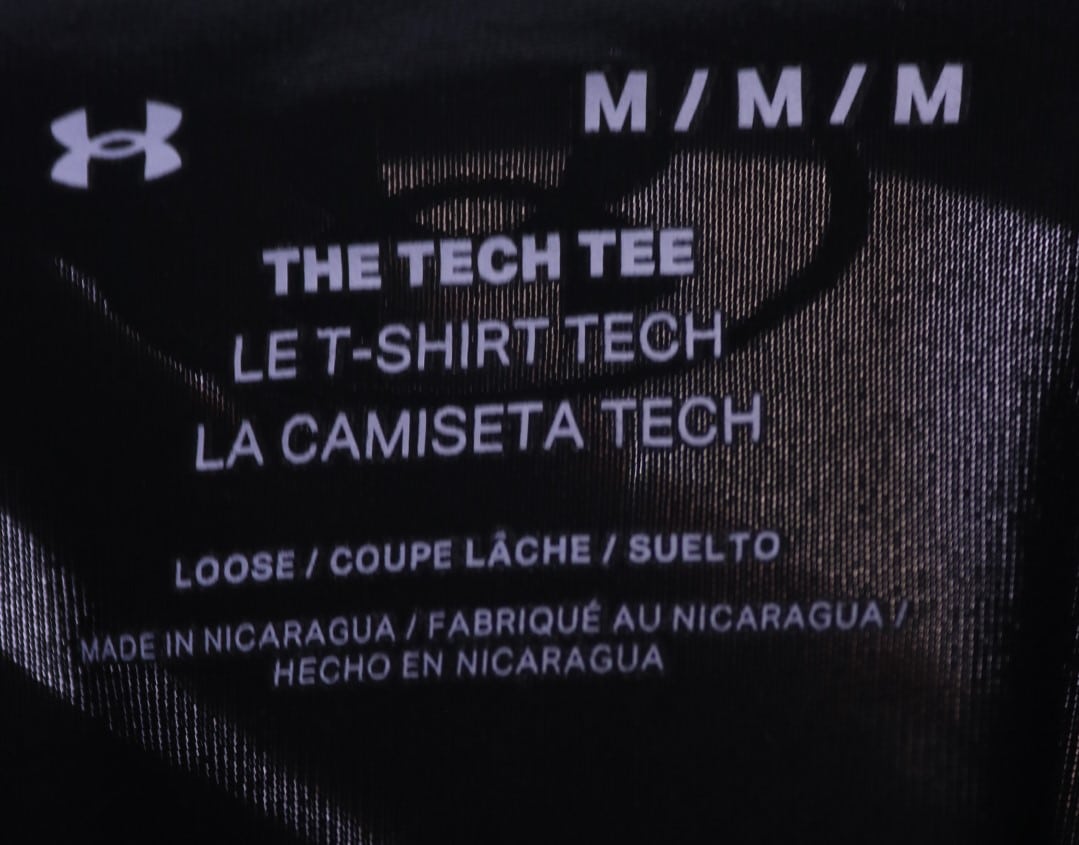 M / M / M
THE TECH TEE
LE T-SHIRT TECH
LA CAMISETA TECH
LOOSE / COUPE LÂCHE / SUELTO
MADE IN NICARAGUA / FABRIQUÉ AU NICARAGUA /
HECHO EN NICARAGUA